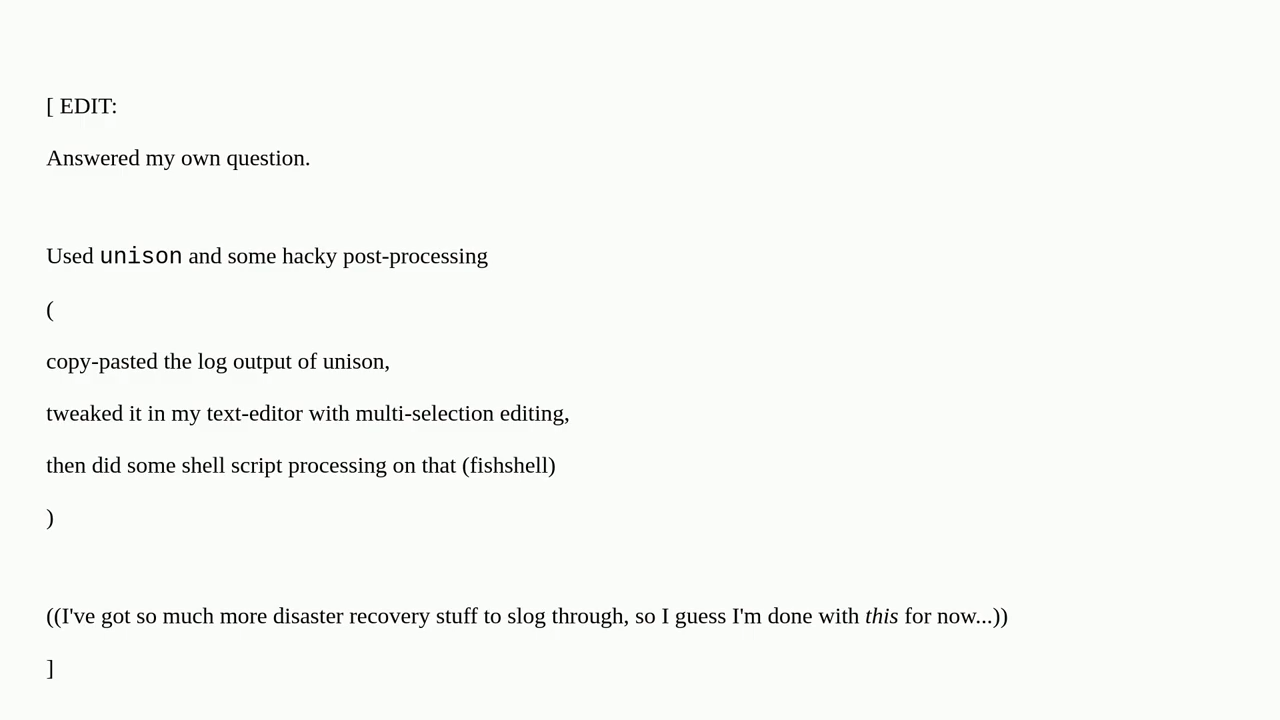 [ EDIT:
Answered my own question.
Used unison and some hacky post-processing
(
copy-pasted the log output of unison,
tweaked it in my text-editor with multi-selection editing,
then did some shell script processing on that (fishshell)
)
((I've got so much more disaster recovery stuff to slog through, so I guess I'm done with this for now...))
]